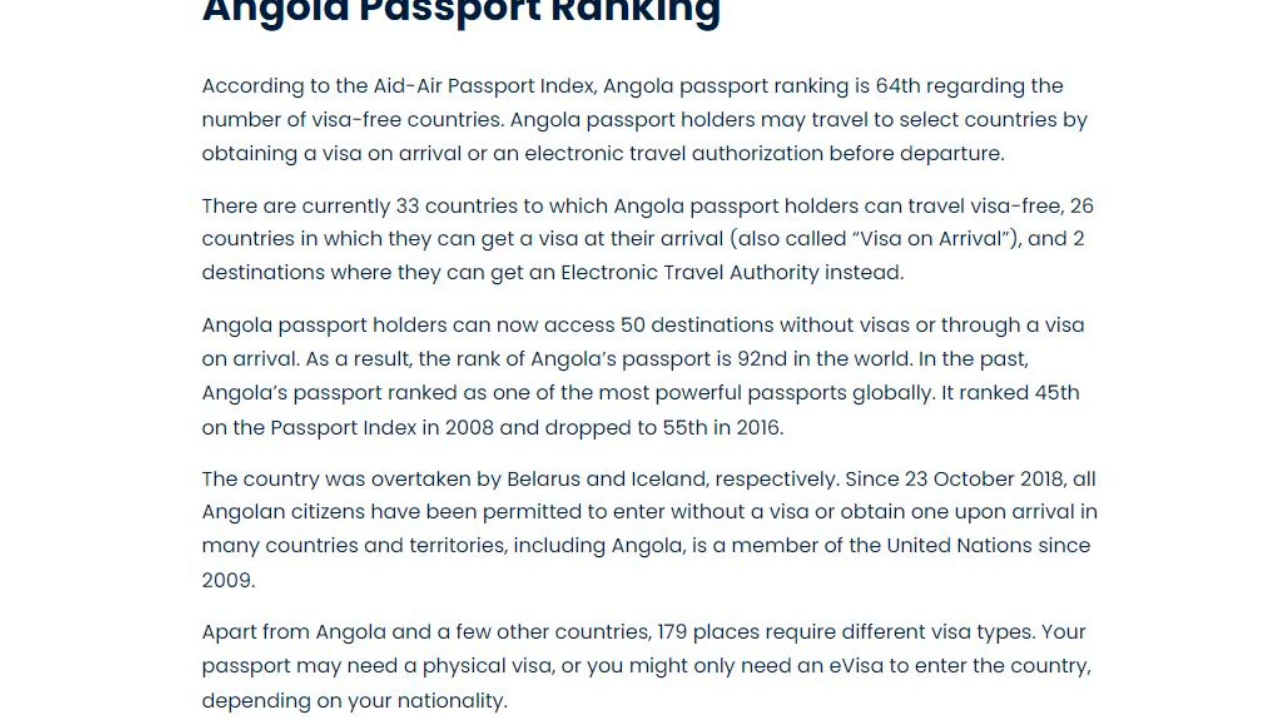 Angola Passport Ranking
According to the Aid-Air Passport Index, Angola passport ranking is 64th regarding the
number of visa-free countries. Angola passport holders may travel to select countries by
obtaining a visa on arrival or an electronic travel authorization before departure.
There are currently 33 countries to which Angola passport holders can travel visa-free, 26
countries in which they can get a visa at their arrival (also called “Visa on Arrival”), and 2
destinations where they can get an Electronic Travel Authority instead.
Angola passport holders can now access 50 destinations without visas or through a visa
on arrival. As a result, the rank of Angola’s passport is 92nd in the world. In the past,
Angola’s passport ranked as one of the most powerful passports globally. It ranked 45th
on the Passport Index in 2008 and dropped to 55th in 2016.
The country was overtaken by Belarus and Iceland, respectively. Since 23 October 2018, all
Angolan citizens have been permitted to enter without a visa or obtain one upon arrival in
many countries and territories, including Angola, is a member of the United Nations since
2009.
Apart from Angola and a few other countries, 179 places require different visa types. Your
passport may need a physical visa, or you might only need an eVisa to enter the country,
depending on your nationality.